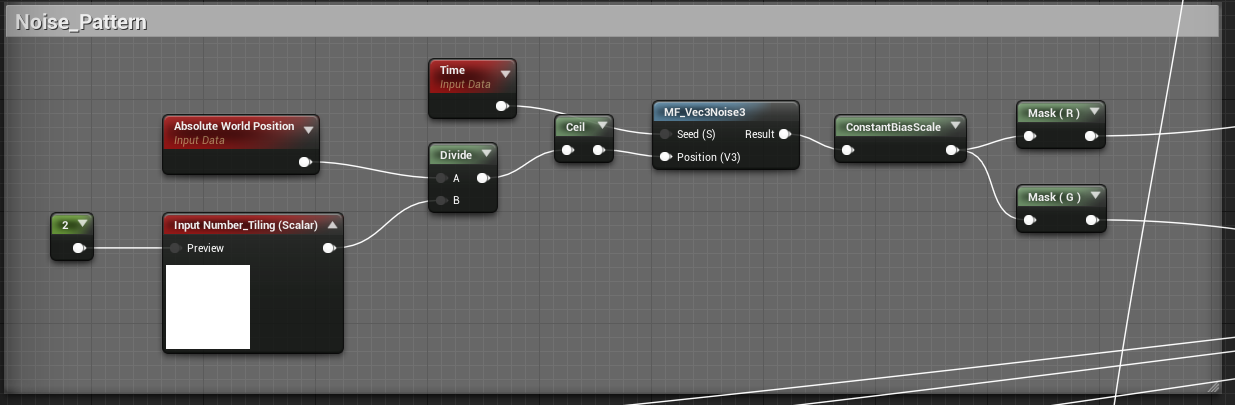 Noise_Pattern
Time
Input Data
Absolute World Position
Input Data
Ceil
MF_Vec3Noise3
Seed (S) Result
Position (V3)
ConstantBiasScale
Mask ( R )
Divide
A
B
2
Input Number_Tiling (Scalar)
Preview
Mask ( G )